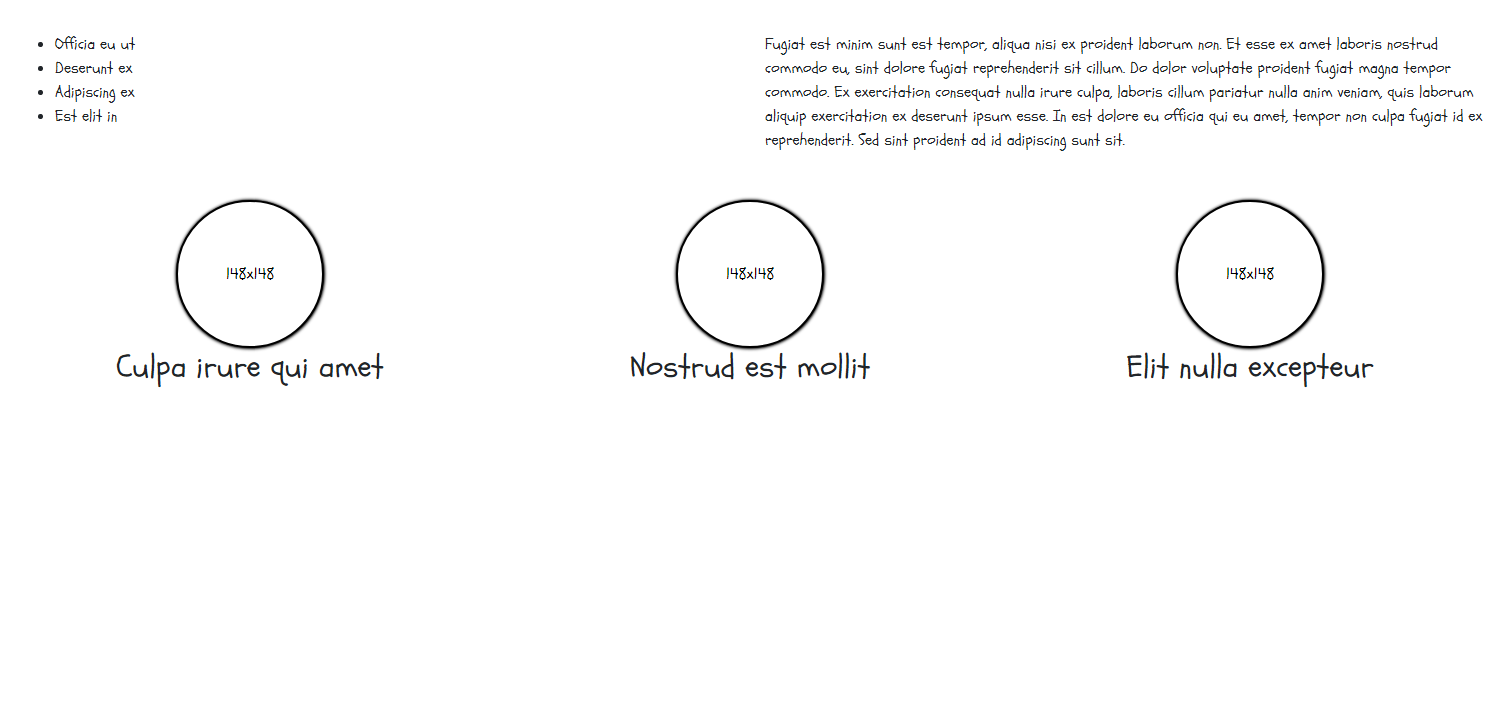 Officia eu ut
Deserunt ex
Adipiscing ex
Est elit in
Fugiat est minim sunt est tempor, aliqua nisi ex proident laborum non. Et esse ex amet laboris nostrud
commodo eu, sint dolore fugiat reprehenderit sit cillum. Do dolor voluptate proident fugiat magna tempor
commodo. Ex exercitation consequat nulla irure culpa, laboris cillum pariatur nulla anim veniam, quis laborum
aliquip exercitation ex deserunt ipsum esse. In est dolore eu officia qui eu amet, tempor non culpa fugiat id ex
reprehenderit. Sed sint proident ad id adipiscing sunt sit.
148x148
Culpa irure qui amet
148x148
Nostrud est mollit
148x148
Elit nulla excepteur